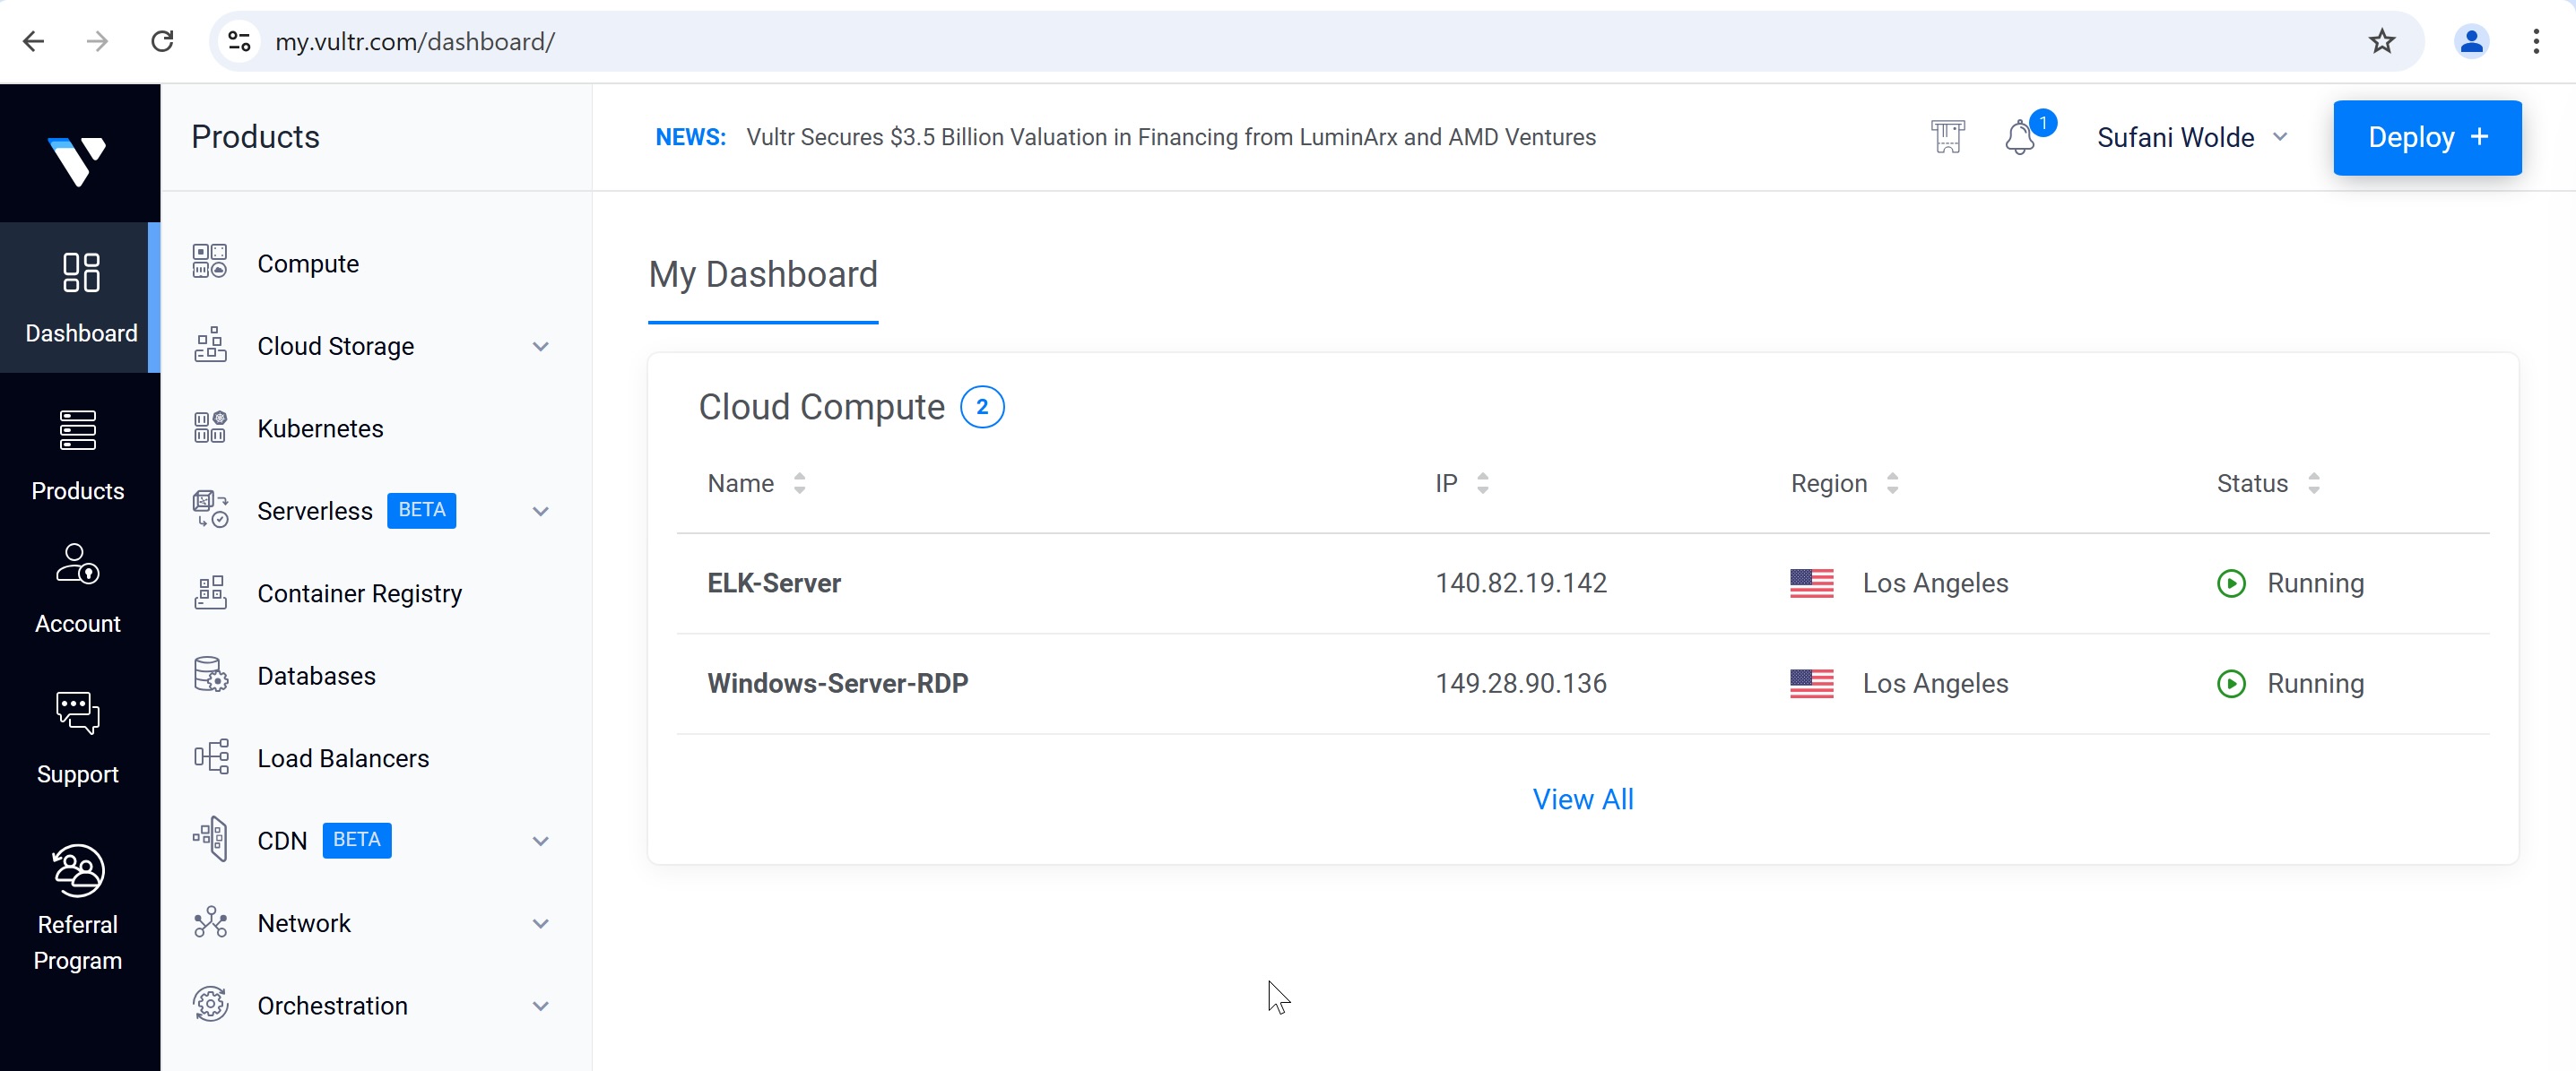 my.vultr.com/dashboard/
Products
NEWS: Vultr Secures $3.5 Billion Valuation in Financing from LuminArx and AMD Ventures
1
Sufani Wolde
Deploy +
Dashboard
Products
Account
Support
Referral
Program
Compute
Cloud Storage
Kubernetes
Serverless BETA
Container Registry
Databases
Load Balancers
CDN BETA
Network
Orchestration
My Dashboard
Cloud Compute 2
Name IP Region Status
ELK-Server 140.82.19.142 Los Angeles Running
Windows-Server-RDP 149.28.90.136 Los Angeles Running
View All